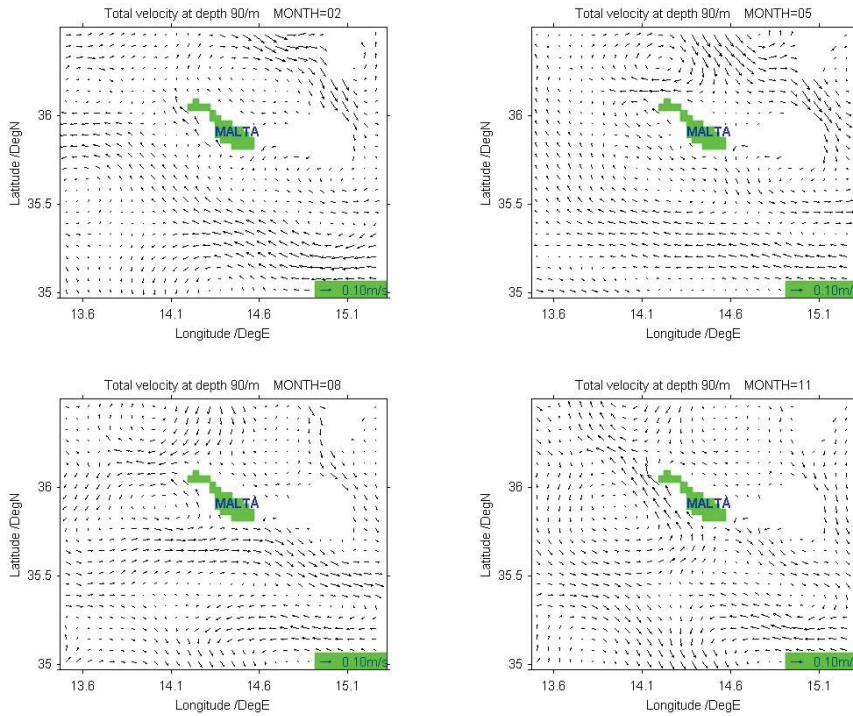 Total velocity at depth 90/m MONTH=02
Latitude /DegN
36
35.5
35
MALTA
0.10m/s
13.6 14.1 14.6 15.1
Longitude /DegE
Total velocity at depth 90/m MONTH=05
Latitude /DegN
36
35.5
35
MALTA
0.10m/s
13.6 14.1 14.6 15.1
Longitude /DegE
Total velocity at depth 90/m MONTH=08
Latitude /DegN
36
35.5
35
MALTA
0.10m/s
13.6 14.1 14.6 15.1
Longitude /DegE
Total velocity at depth 90/m MONTH=11
Latitude /DegN
36
35.5
35
MALTA
0.10m/s
13.6 14.1 14.6 15.1
Longitude /DegE